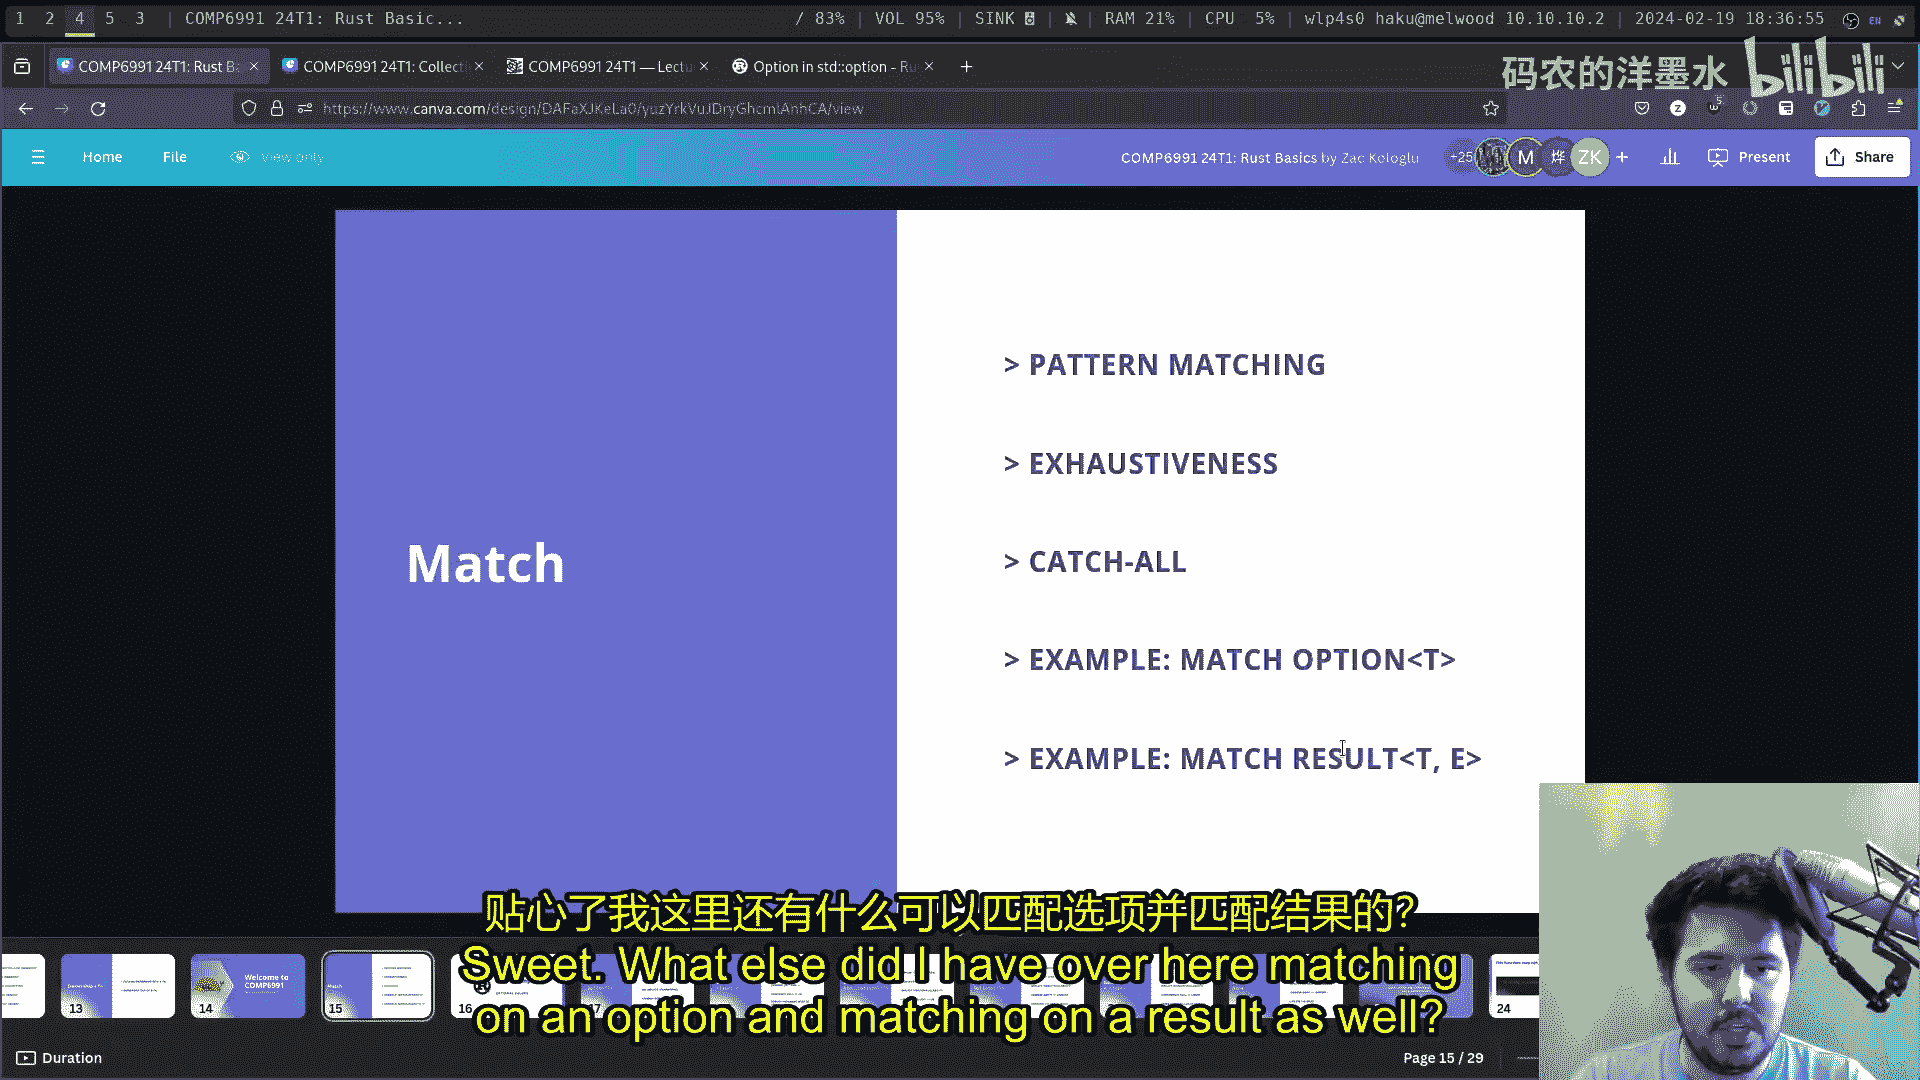 1 2 4 5 3 | COMP6991 24T1: Rust Basic...
/ 83% | VOL 95% | SINK | | RAM 21% | CPU 5% | wlp4s0 haku@melwood 10.10.10.2 | 2024-02-19 18:36:55 EN
COMP6991 24T1: Rust Ba
COMP6991 24T1: Collecti
COMP6991 24T1 — Lectu
Option in std::option - Ru
码农的洋墨水 bilibili
https://www.canva.com/design/DAFaXJKeLa0/yuzYrkVuJDryGhcmlAnhCA/view
Home
File
View only
COMP6991 24T1: Rust Basics by Zac Kologlu
+25
M
烨
ZK
Present
Share
Match
> PATTERN MATCHING
> EXHAUSTIVENESS
> CATCH-ALL
> EXAMPLE: MATCH OPTION<T>
> EXAMPLE: MATCH RESULT<T, E>
贴心了我这里还有什么可以匹配选项并匹配结果的?
Sweet. What else did I have over here matching
on an option and matching on a result as well?
13
14
Welcome to
COMP6991
15
Match
16
24
Duration
Page 15 / 29